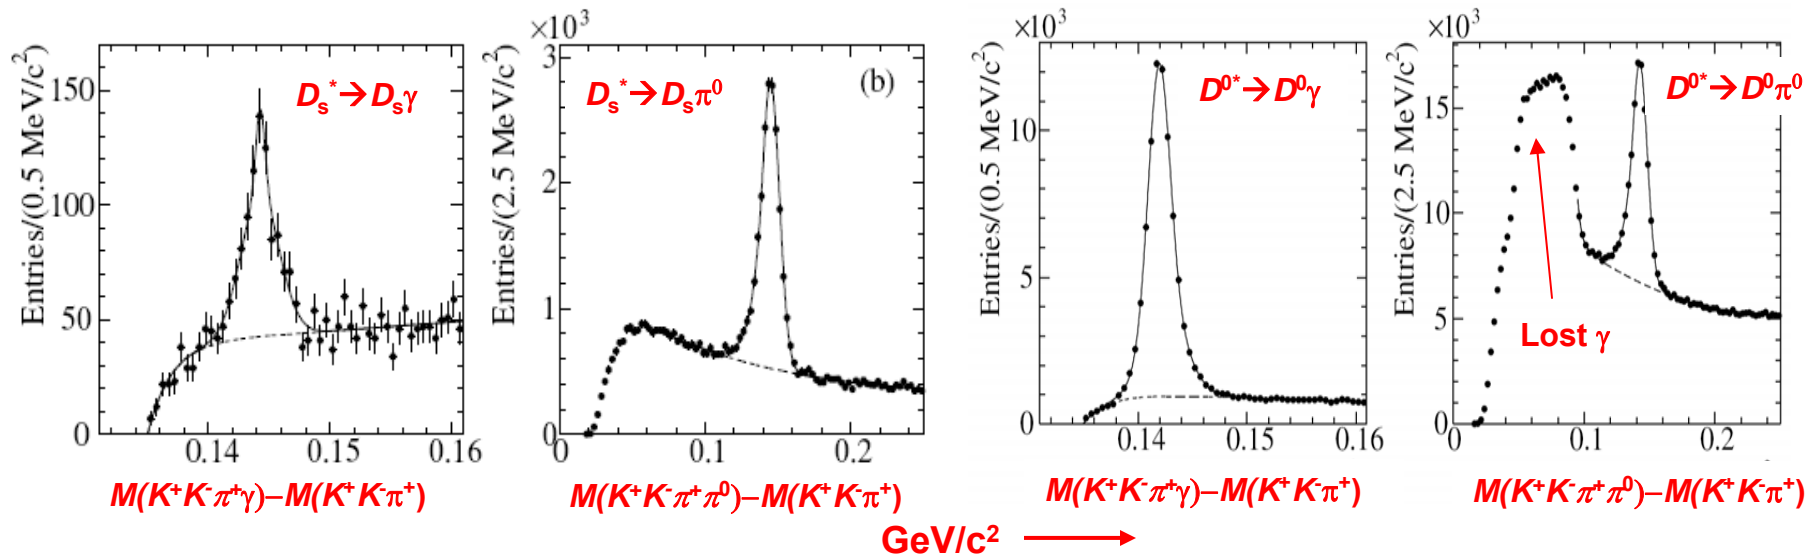 ×10³
×10³
×10³
Entries/(0.5 MeV/c²)
150
100
50
0
0.14
0.15
0.16
Dₛ*→Dₛγ
M(K⁺K⁻π⁺γ)–M(K⁺K⁻π⁺)
Entries/(2.5 MeV/c²)
3
2
1
0
0
0.1
0.2
Dₛ*→Dₛπ⁰
(b)
M(K⁺K⁻π⁺π⁰)–M(K⁺K⁻π⁺)
Entries/(0.5 MeV/c²)
10
5
0
0.14
0.15
0.16
D⁰*→D⁰γ
M(K⁺K⁻π⁺γ)–M(K⁺K⁻π⁺)
Entries/(2.5 MeV/c²)
15
10
5
0
0
0.1
0.2
D⁰*→D⁰π⁰
Lost γ
M(K⁺K⁻π⁺π⁰)–M(K⁺K⁻π⁺)
GeV/c²